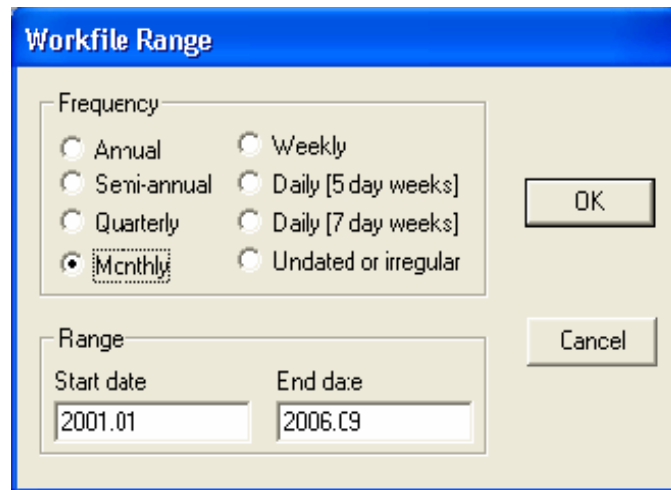 Workfile Range
Frequency
Annual
Weekly
Semi-annual
Daily [5 day weeks]
Quarterly
Daily [7 day weeks]
Monthly
Undated or irregular
OK
Range
Cancel
Start date
End date
2001.01
2006.09